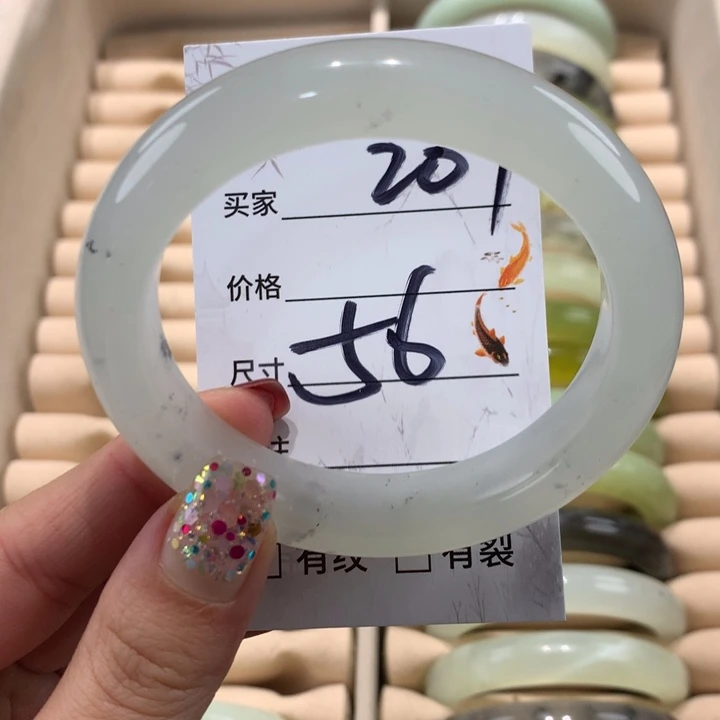 买家 201
价格
尺寸 56
有纹 有裂